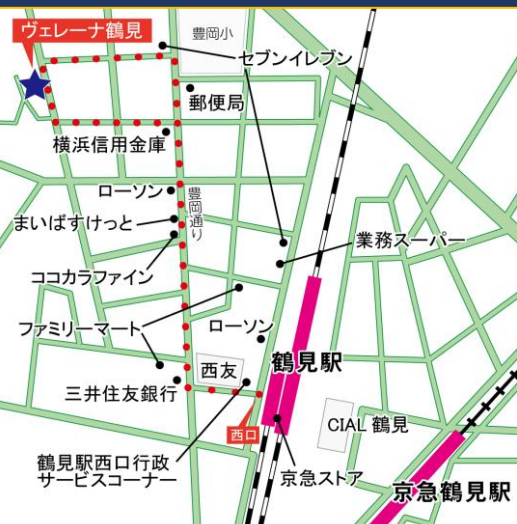 ヴェレーナ鶴見
豊岡小
セブンイレブン
郵便局
横浜信用金庫
ローソン
豊岡通り
まいばすけっと
業務スーパー
ココカラファイン
ファミリーマート
ローソン
鶴見駅
西友
三井住友銀行
CIAL 鶴見
西口
鶴見駅西口行政
サービスコーナー
京急ストア
京急鶴見駅